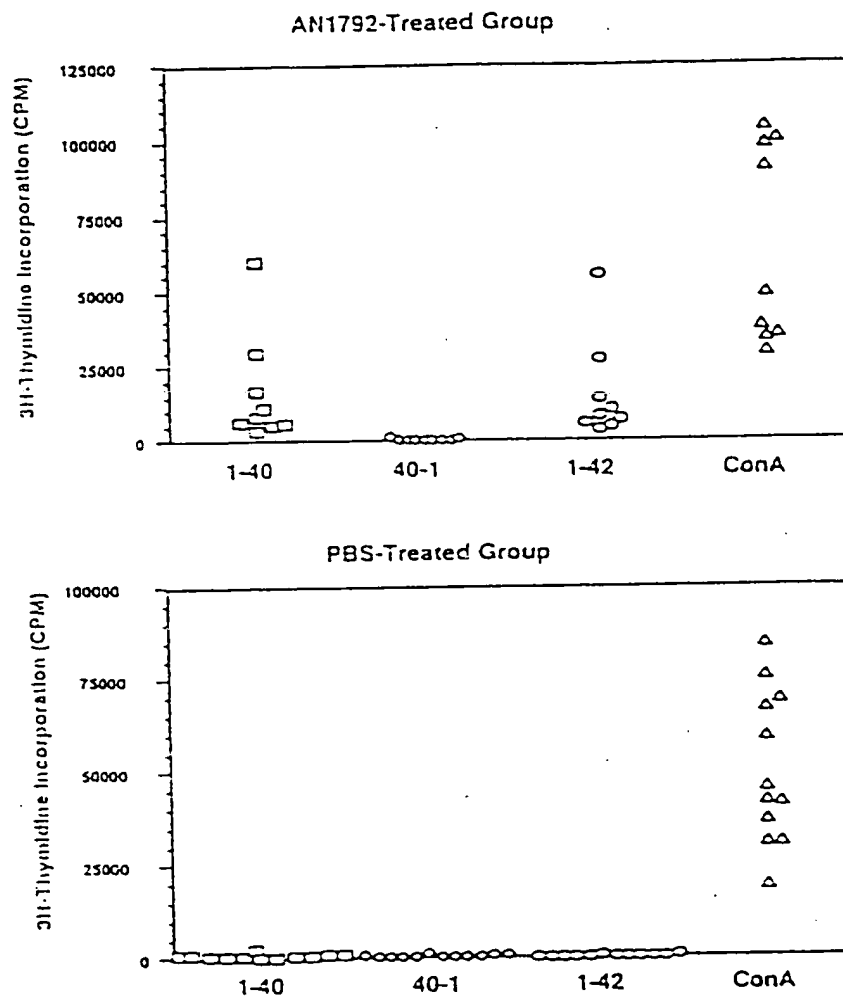 AN1792-Treated Group
3H-Thymidine Incorporation (CPM)
125000
100000
75000
50000
25000
0
1-40 40-1 1-42 ConA
PBS-Treated Group
3H-Thymidine Incorporation (CPM)
100000
75000
50000
25000
0
1-40 40-1 1-42 ConA